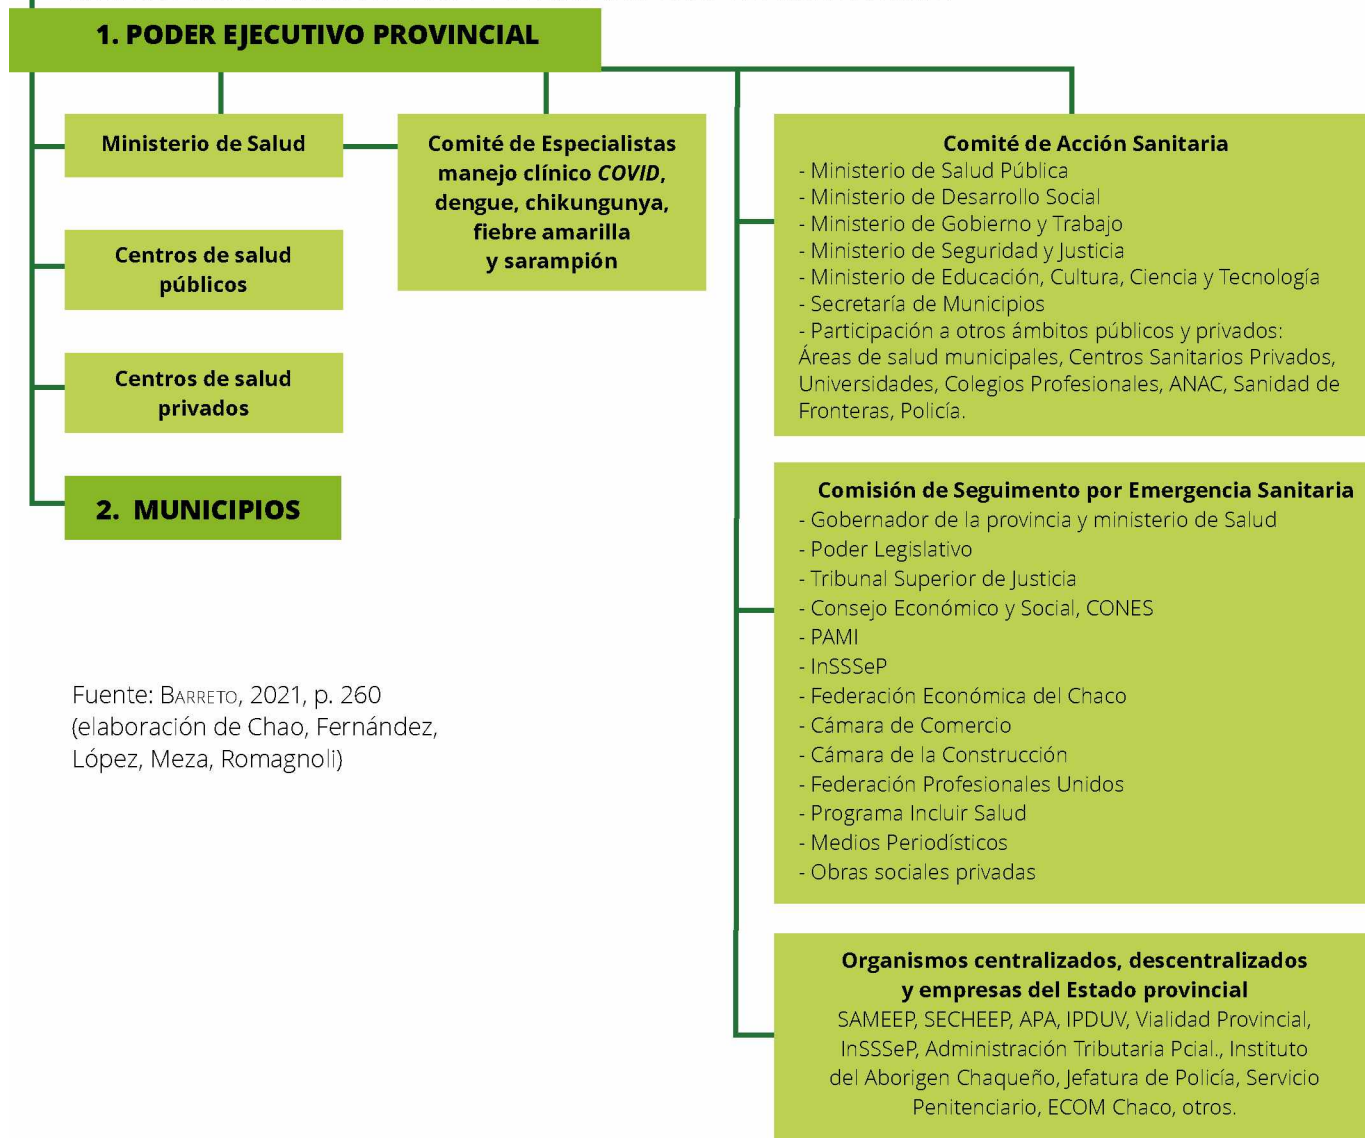 1. PODER EJECUTIVO PROVINCIAL
Ministerio de Salud
Comité de Especialistas
manejo clínico COVID,
dengue, chikungunya,
fiebre amarilla
y sarampión
Centros de salud
públicos
Centros de salud
privados
2. MUNICIPIOS
Comité de Acción Sanitaria
- Ministerio de Salud Pública
- Ministerio de Desarrollo Social
- Ministerio de Gobierno y Trabajo
- Ministerio de Seguridad y Justicia
- Ministerio de Educación, Cultura, Ciencia y Tecnología
- Secretaría de Municipios
- Participación a otros ámbitos públicos y privados:
Áreas de salud municipales, Centros Sanitarios Privados,
Universidades, Colegios Profesionales, ANAC, Sanidad de
Fronteras, Policía.
Comisión de Seguimento por Emergencia Sanitaria
- Gobernador de la provincia y ministerio de Salud
- Poder Legislativo
- Tribunal Superior de Justicia
- Consejo Económico y Social, CONES
- PAMI
- InSSSeP
- Federación Económica del Chaco
- Cámara de Comercio
- Cámara de la Construcción
- Federación Profesionales Unidos
- Programa Incluir Salud
- Medios Periodísticos
- Obras sociales privadas
Organismos centralizados, descentralizados
y empresas del Estado provincial
SAMEEP, SECHEEP, APA, IPDUV, Vialidad Provincial,
InSSSeP, Administración Tributaria Pcial., Instituto
del Aborigen Chaqueño, Jefatura de Policía, Servicio
Penitenciario, ECOM Chaco, otros.
Fuente: BARRETO, 2021, p. 260
(elaboración de Chao, Fernández,
López, Meza, Romagnoli)